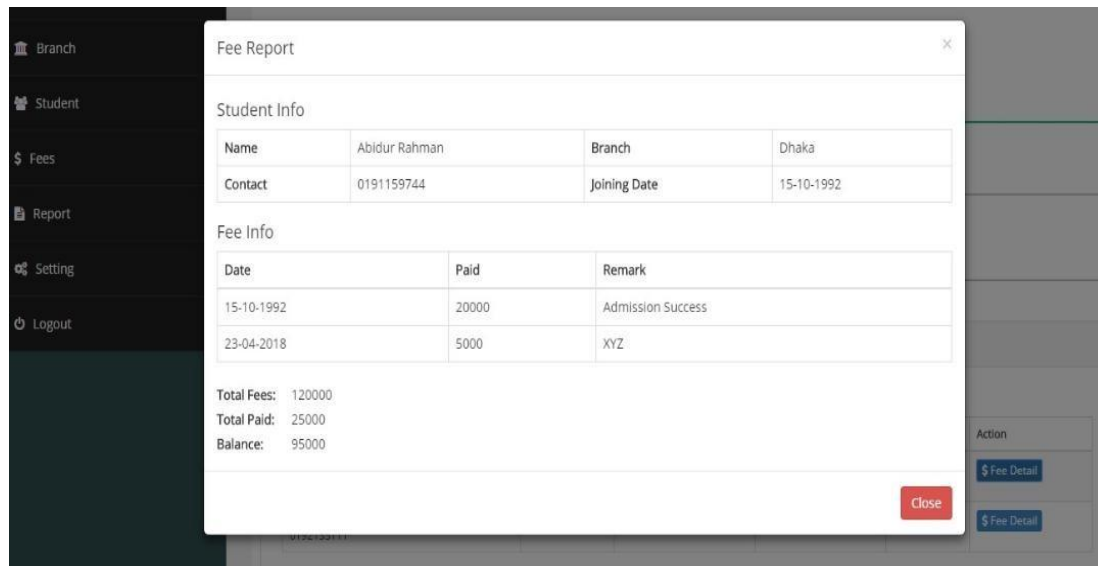 Branch
Student
$ Fees
Report
Setting
Logout
Fee Report ×
Student Info
Name Abidur Rahman Branch Dhaka
Contact 0191159744 Joining Date 15-10-1992
Fee Info
Date Paid Remark
15-10-1992 20000 Admission Success
23-04-2018 5000 XYZ
Total Fees: 120000
Total Paid: 25000
Balance: 95000
Close
Action
$ Fee Detail
$ Fee Detail